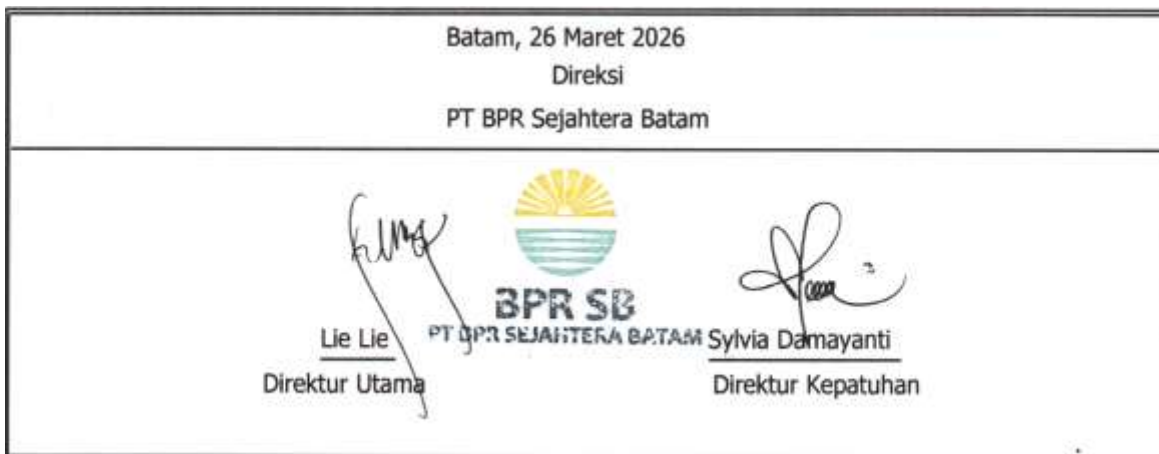 Batam, 26 Maret 2026
Direksi
PT BPR Sejahtera Batam
BPR SB
PT BPR SEJAHTERA BATAM
Lie Lie
Sylvia Damayanti
Direktur Utama
Direktur Kepatuhan